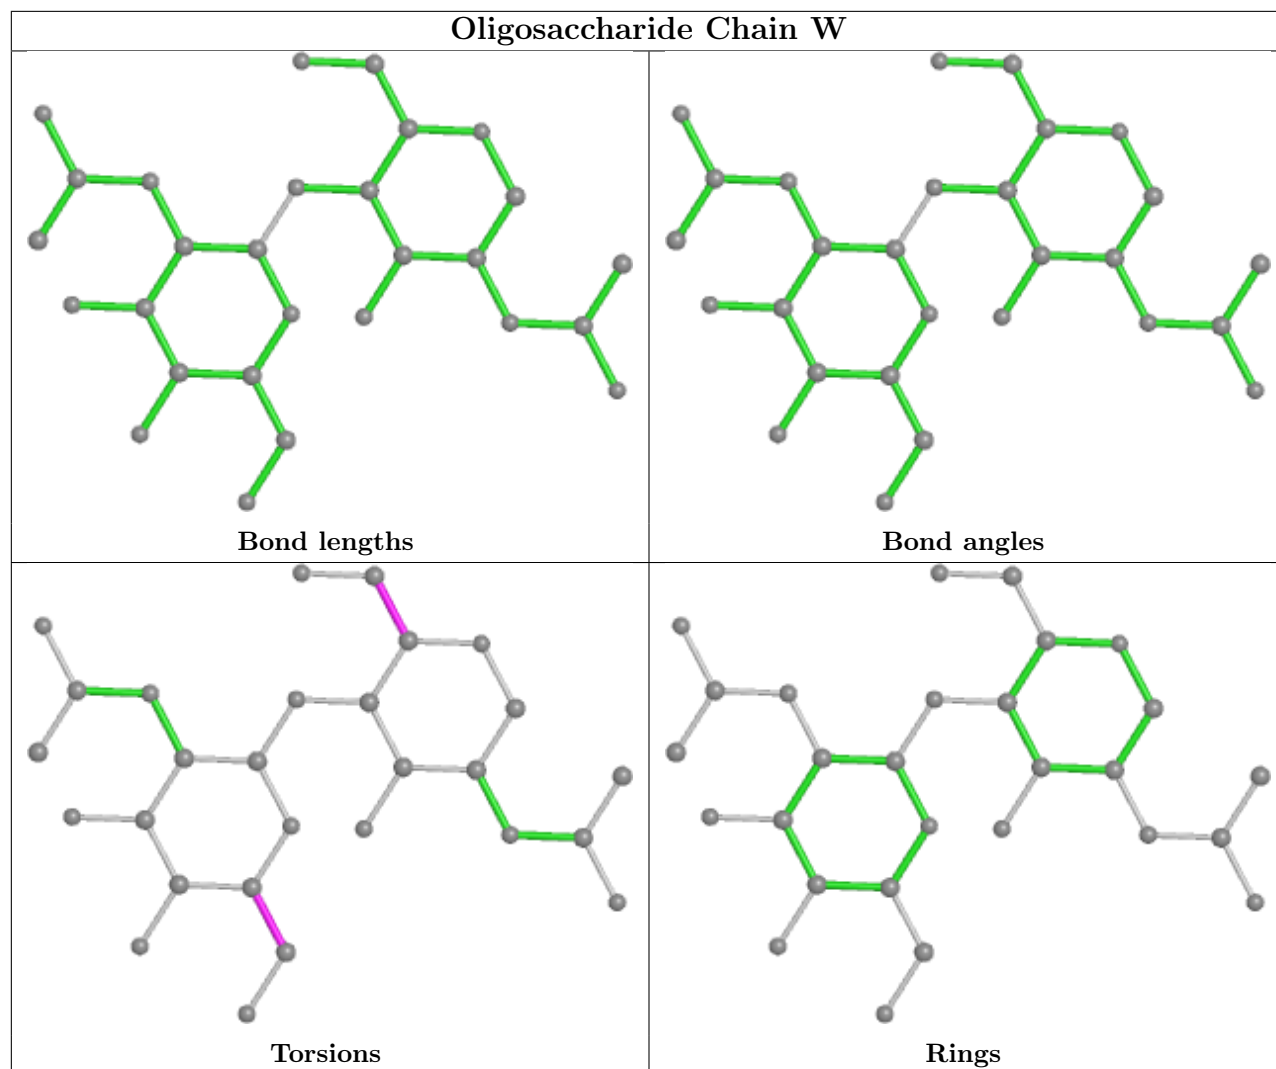 Oligosaccharide Chain W
Bond lengths
Bond angles
Torsions
Rings